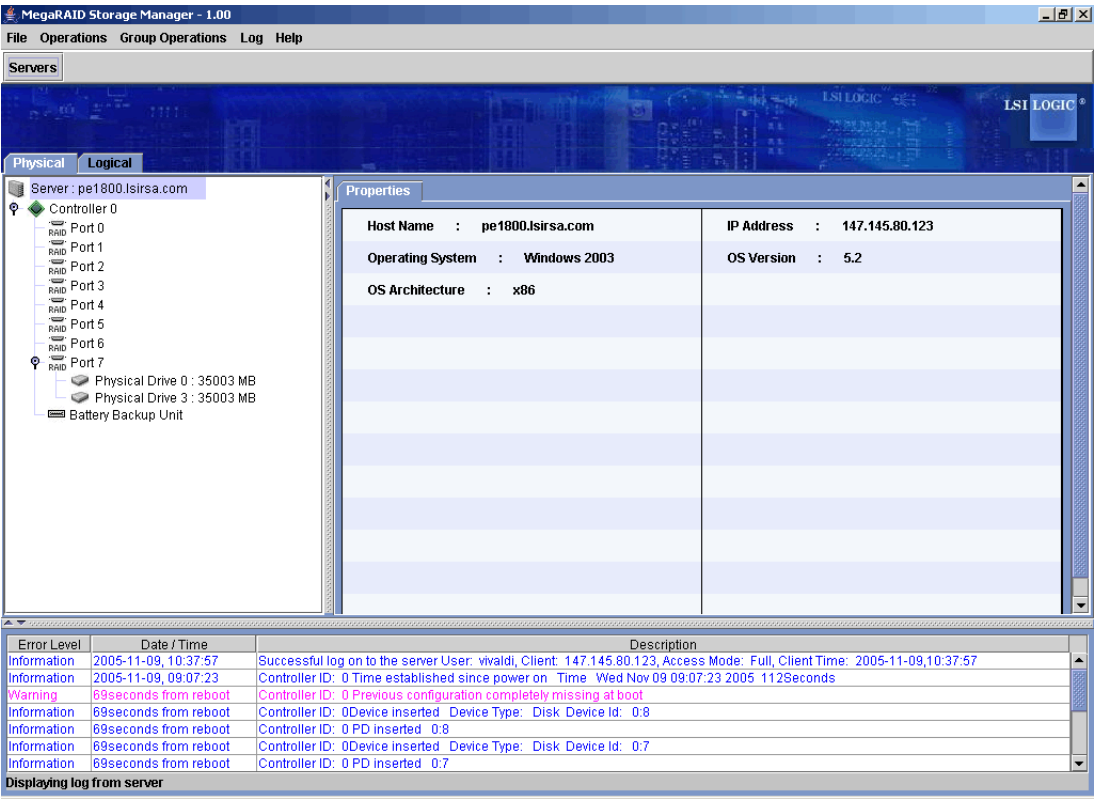 MegaRAID Storage Manager - 1.00
File Operations Group Operations Log Help
Servers
LSI LOGIC
LSI LOGIC ®
Physical Logical
Server : pe1800.lsirsa.com
Controller 0
RAID Port 0
RAID Port 1
RAID Port 2
RAID Port 3
RAID Port 4
RAID Port 5
RAID Port 6
RAID Port 7
Physical Drive 0 : 35003 MB
Physical Drive 3 : 35003 MB
Battery Backup Unit
Properties
Host Name : pe1800.lsirsa.com
IP Address : 147.145.80.123
Operating System : Windows 2003
OS Version : 5.2
OS Architecture : x86
Error Level Date / Time Description
Information 2005-11-09, 10:37:57 Successful log on to the server User: vivaldi, Client: 147.145.80.123, Access Mode: Full, Client Time: 2005-11-09,10:37:57
Information 2005-11-09, 09:07:23 Controller ID: 0 Time established since power on Time Wed Nov 09 09:07:23 2005 112Seconds
Warning 69seconds from reboot Controller ID: 0 Previous configuration completely missing at boot
Information 69seconds from reboot Controller ID: 0Device inserted Device Type: Disk Device Id: 0:8
Information 69seconds from reboot Controller ID: 0 PD inserted 0:8
Information 69seconds from reboot Controller ID: 0Device inserted Device Type: Disk Device Id: 0:7
Information 69seconds from reboot Controller ID: 0 PD inserted 0:7
Displaying log from server